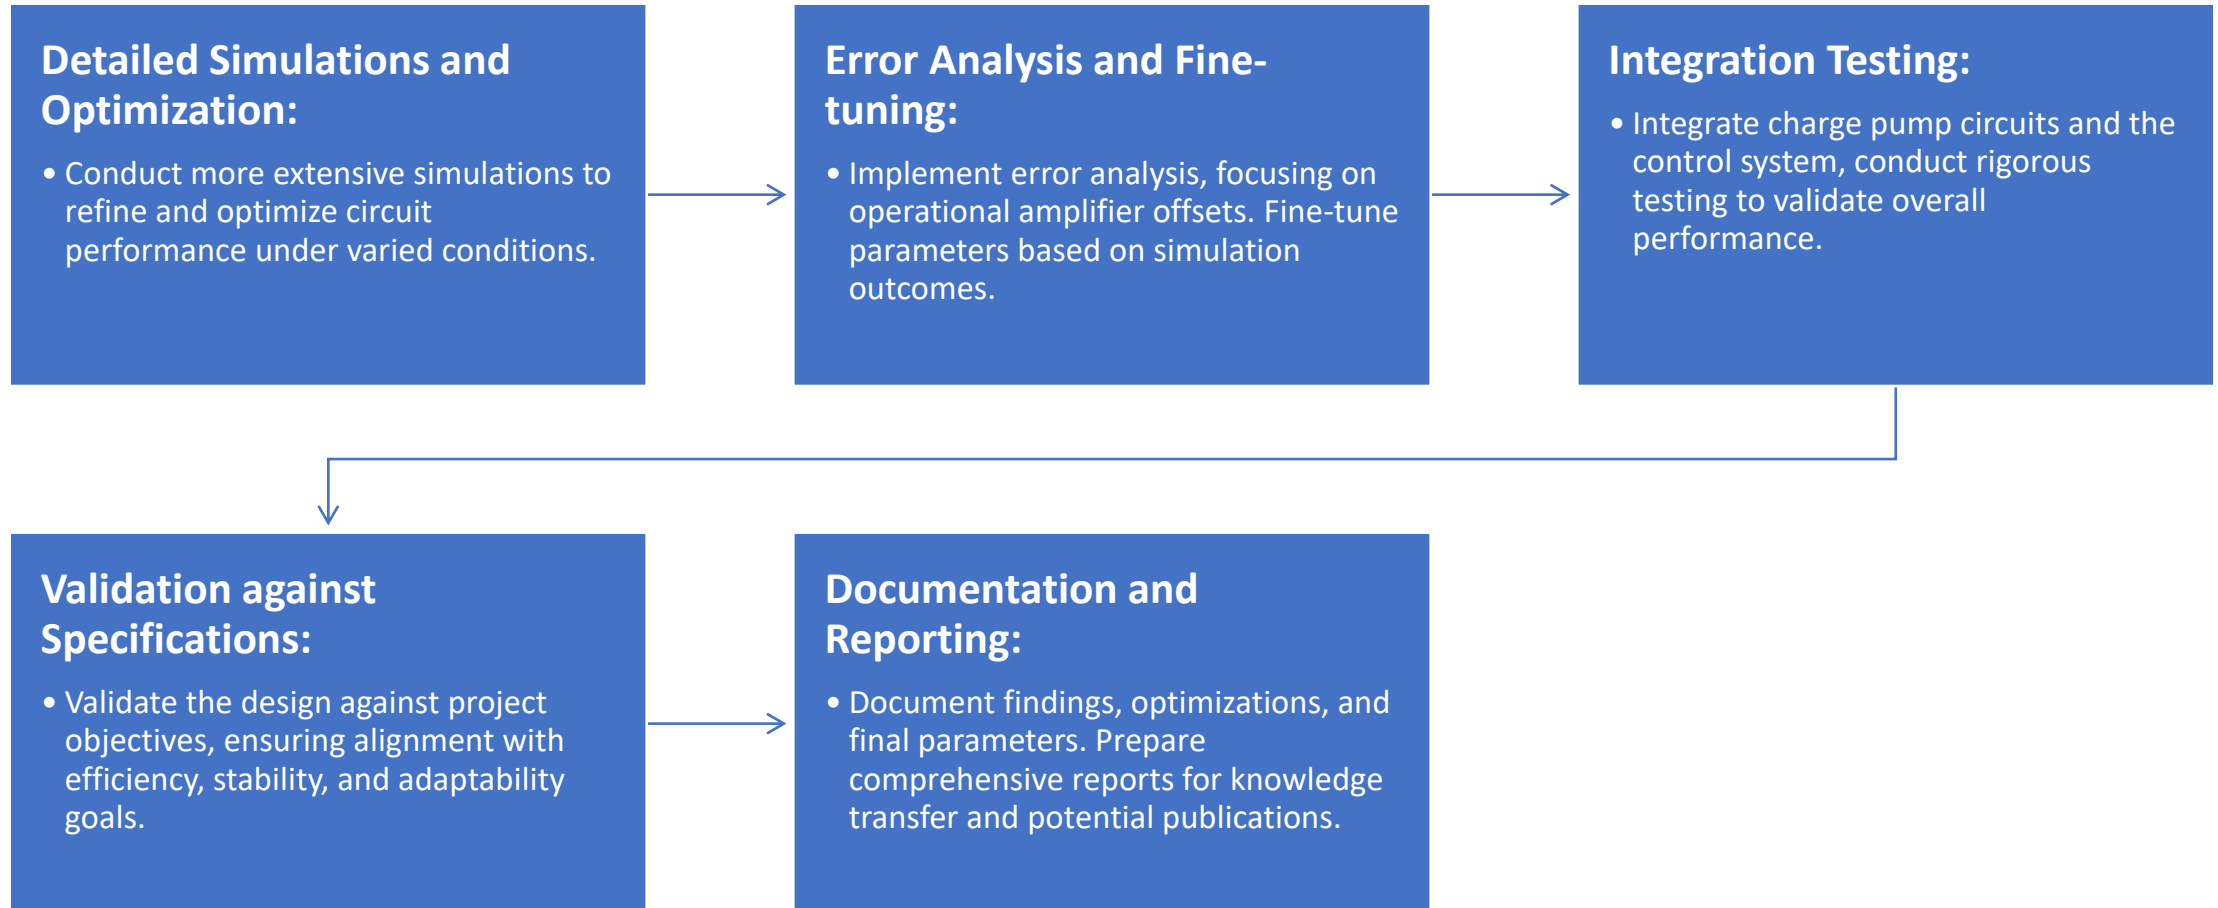 Detailed Simulations and
Optimization:
• Conduct more extensive simulations to
refine and optimize circuit
performance under varied conditions.
Error Analysis and Fine-
tuning:
• Implement error analysis, focusing on
operational amplifier offsets. Fine-tune
parameters based on simulation
outcomes.
Integration Testing:
• Integrate charge pump circuits and the
control system, conduct rigorous
testing to validate overall
performance.
Validation against
Specifications:
• Validate the design against project
objectives, ensuring alignment with
efficiency, stability, and adaptability
goals.
Documentation and
Reporting:
• Document findings, optimizations, and
final parameters. Prepare
comprehensive reports for knowledge
transfer and potential publications.